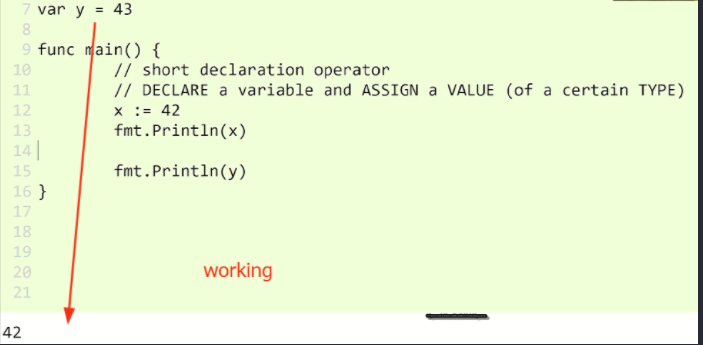 7 var y = 43
8
9 func main() {
10 // short declaration operator
11 // DECLARE a variable and ASSIGN a VALUE (of a certain TYPE)
12 x := 42
13 fmt.Println(x)
14
15 fmt.Println(y)
16 }
17
18
19
20 working
21
42